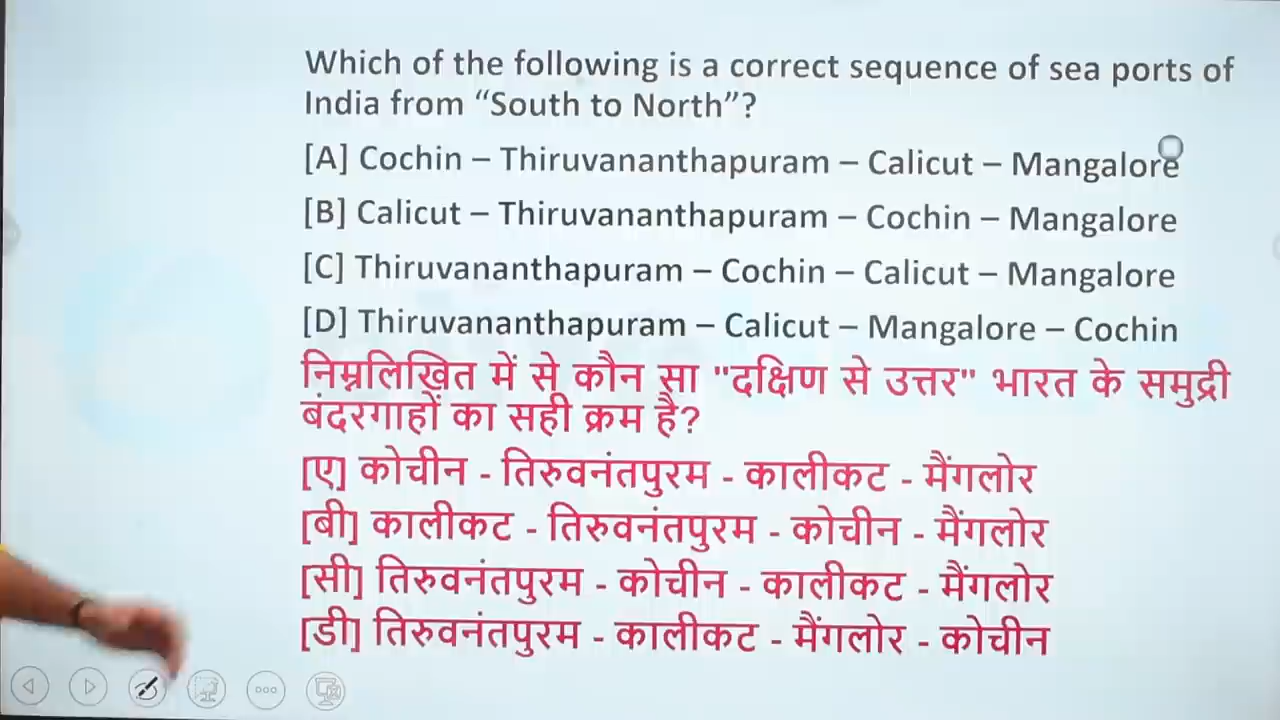 Which of the following is a correct sequence of sea ports of
India from “South to North”?
[A] Cochin – Thiruvananthapuram – Calicut – Mangalore
[B] Calicut – Thiruvananthapuram – Cochin – Mangalore
[C] Thiruvananthapuram – Cochin – Calicut – Mangalore
[D] Thiruvananthapuram – Calicut – Mangalore – Cochin
निम्नलिखित में से कौन सा "दक्षिण से उत्तर" भारत के समुद्री
बंदरगाहों का सही क्रम है?
[ए] कोचीन - तिरुवनंतपुरम - कालीकट - मैंगलोर
[बी] कालीकट - तिरुवनंतपुरम - कोचीन - मैंगलोर
[सी] तिरुवनंतपुरम - कोचीन - कालीकट - मैंगलोर
[डी] तिरुवनंतपुरम - कालीकट - मैंगलोर - कोचीन